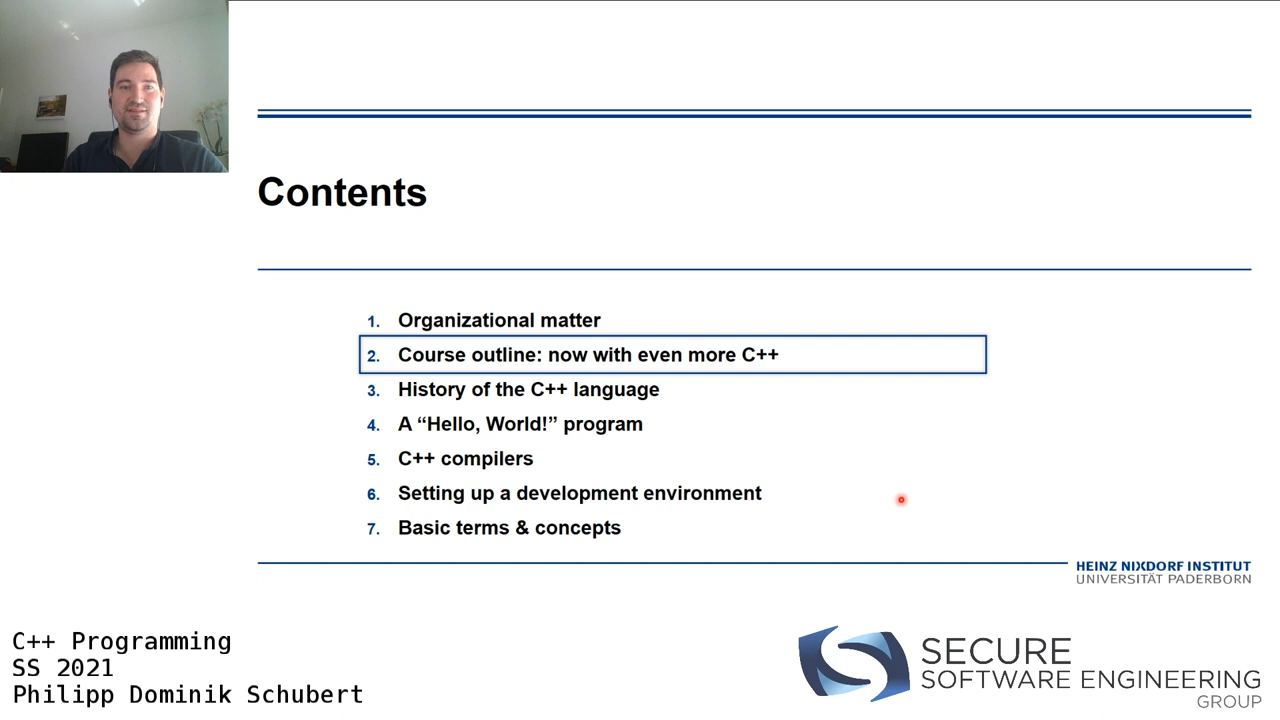 Contents
1. Organizational matter
2. Course outline: now with even more C++
3. History of the C++ language
4. A “Hello, World!” program
5. C++ compilers
6. Setting up a development environment
7. Basic terms & concepts
HEINZ NIXDORF INSTITUT
UNIVERSITÄT PADERBORN
C++ Programming
SS 2021
Philipp Dominik Schubert
SECURE
SOFTWARE ENGINEERING
GROUP